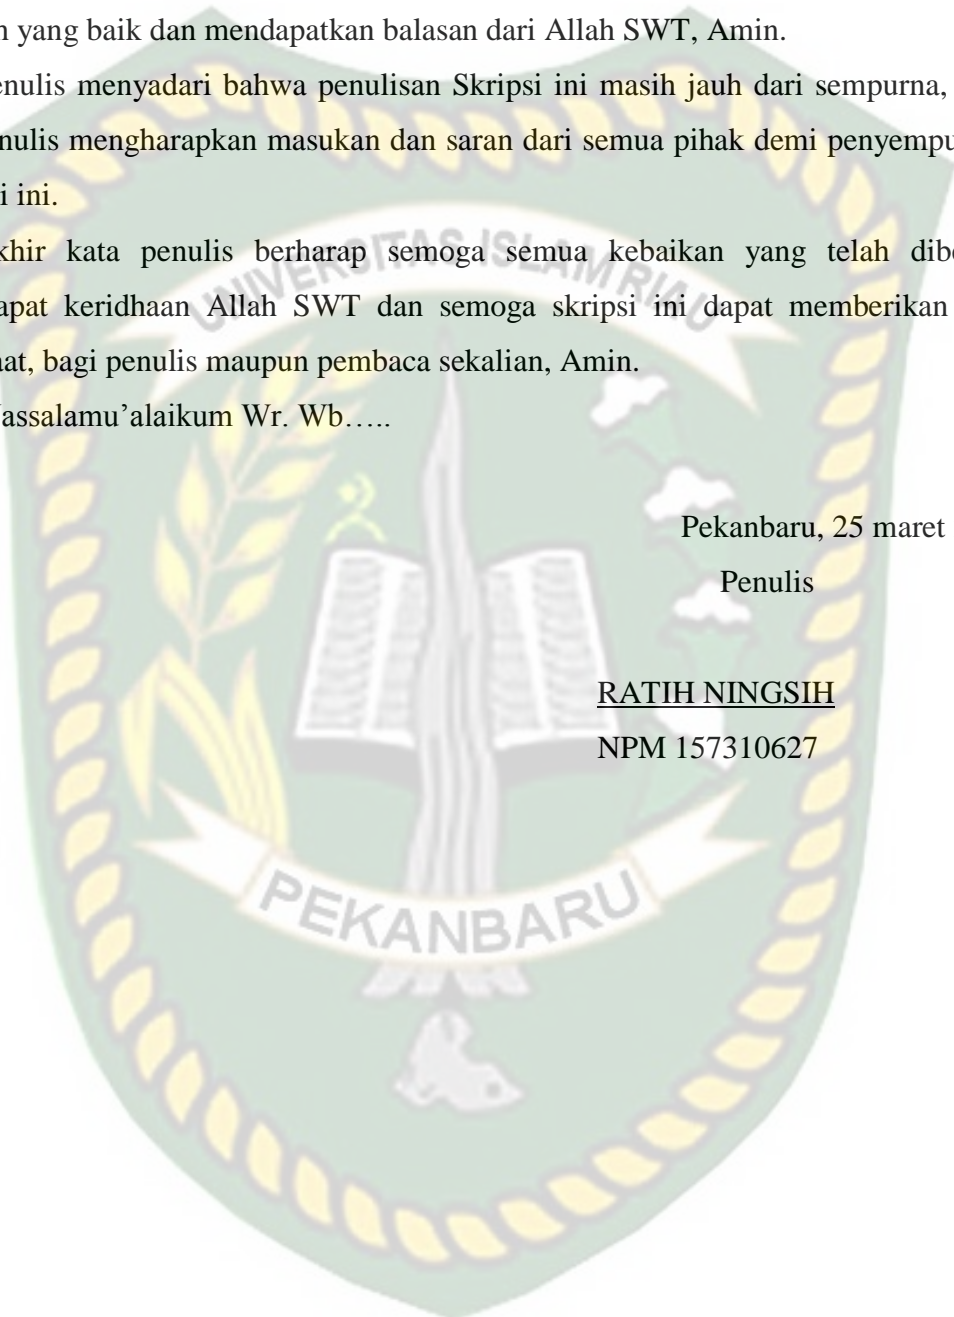 n yang baik dan mendapatkan balasan dari Allah SWT, Amin.
enulis menyadari bahwa penulisan Skripsi ini masih jauh dari sempurna,
nulis mengharapkan masukan dan saran dari semua pihak demi penyempu
i ini.
khir kata penulis berharap semoga semua kebaikan yang telah dibe
apat keridhaan Allah SWT dan semoga skripsi ini dapat memberikan
aat, bagi penulis maupun pembaca sekalian, Amin.
assalamu’alaikum Wr. Wb…..
UNIVERSITAS ISLAM RIAU
Pekanbaru, 25 maret
Penulis
RATIH NINGSIH
NPM 157310627
PEKANBARU